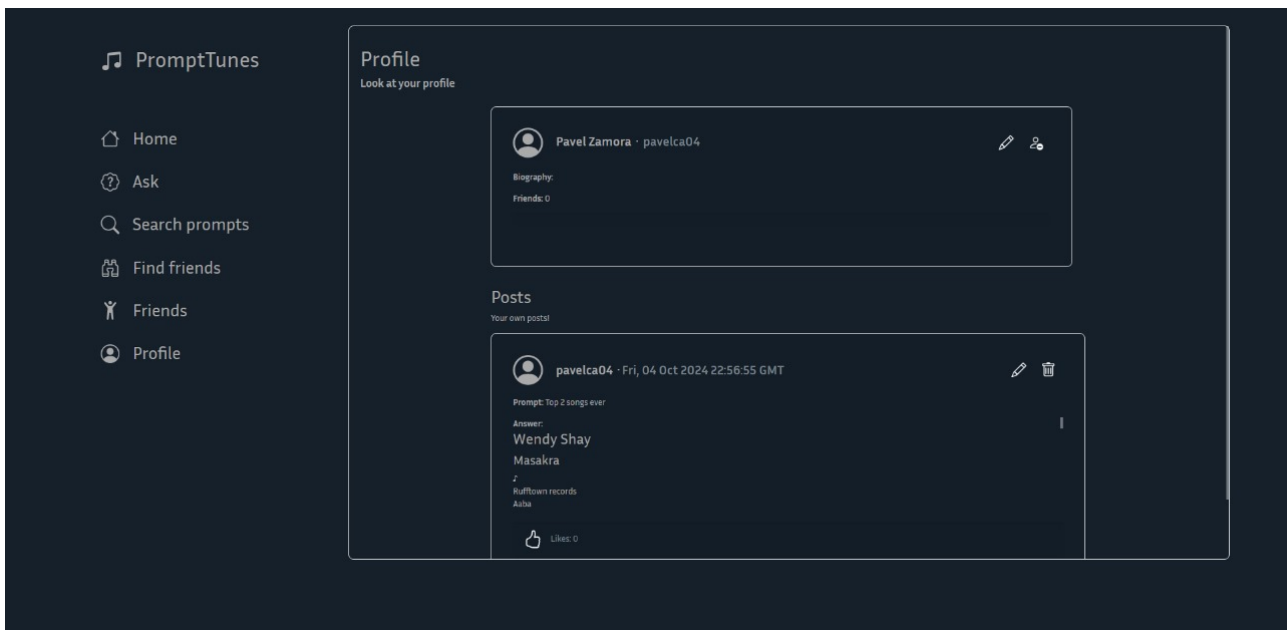 PromptTunes
Home
Ask
Search prompts
Find friends
Friends
Profile
Profile
Look at your profile
Pavel Zamora · pavelca04
Biography:
Friends: 0
Posts
Your own posts!
pavelca04 · Fri, 04 Oct 2024 22:56:55 GMT
Prompt: Top 2 songs ever
Answer:
Wendy Shay
Masakra
♪
Rufftown records
Aaba
Likes: 0